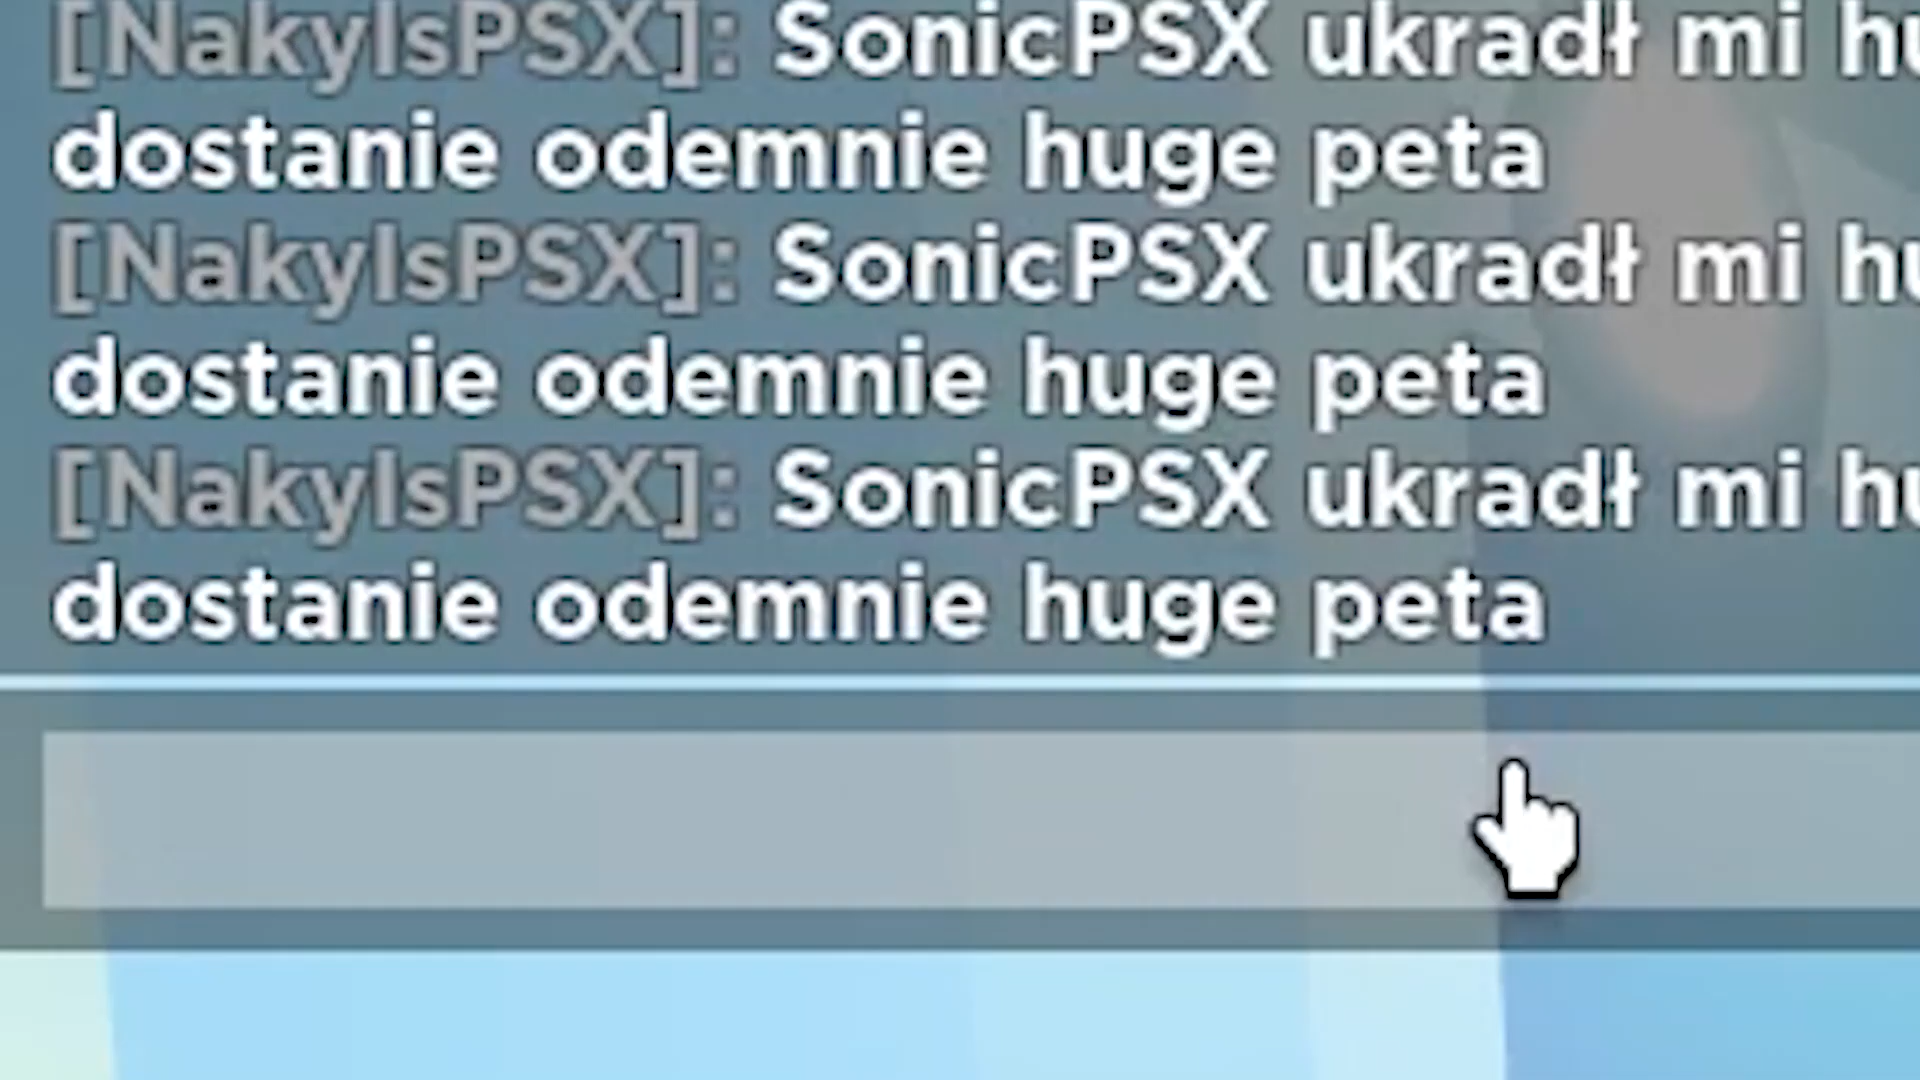 [NakyIsPSX]: SonicPSX ukradł mi
dostanie odemnie huge peta
[NakyIsPSX]: SonicPSX ukradł mi
dostanie odemnie huge peta
[NakyIsPSX]: SonicPSX ukradł mi
dostanie odemnie huge peta